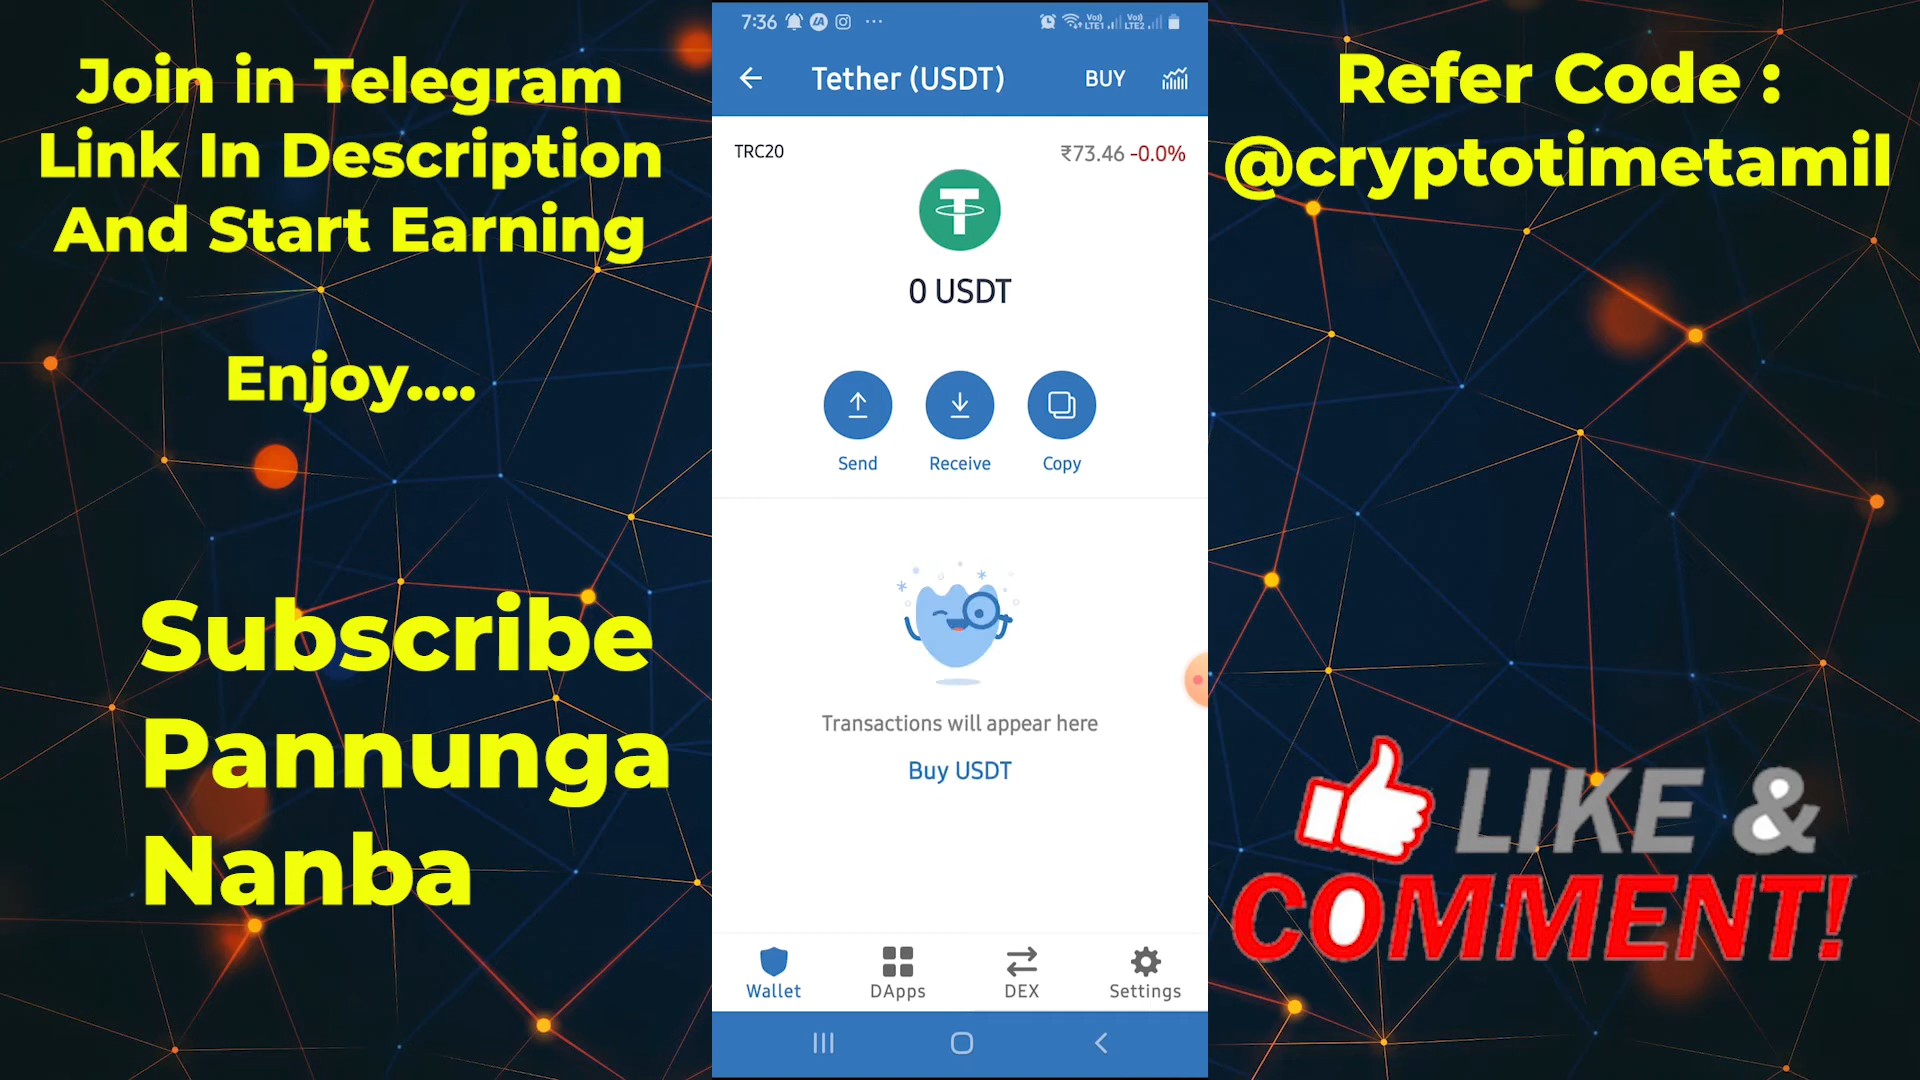 Join in Telegram
Link In Description
And Start Earning
Enjoy....
Subscribe
Pannunga
Nanba
7:36
Tether (USDT)
BUY
TRC20
₹73.46 -0.0%
0 USDT
Send
Receive
Copy
Transactions will appear here
Buy USDT
Wallet
DApps
DEX
Settings
Refer Code :
@cryptotimetamil
LIKE &
COMMENT!